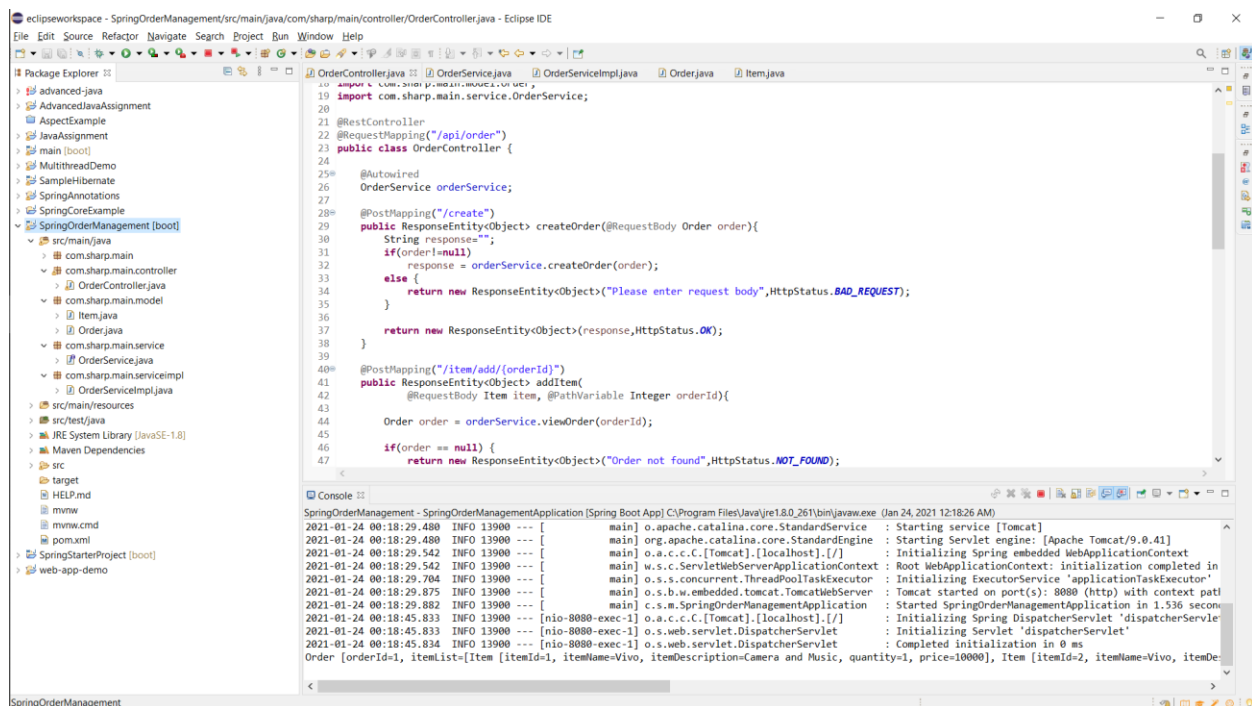 eclipseworkspace - SpringOrderManagement/src/main/java/com/sharp/main/controller/OrderController.java - Eclipse IDE
File Edit Source Refactor Navigate Search Project Run Window Help
Package Explorer
advanced-java
AdvancedJavaAssignment
AspectExample
JavaAssignment
main [boot]
MultithreadDemo
SampleHibernate
SpringAnnotations
SpringCoreExample
SpringOrderManagement [boot]
src/main/java
com.sharp.main
com.sharp.main.controller
OrderController.java
com.sharp.main.model
Item.java
Order.java
com.sharp.main.service
OrderService.java
com.sharp.main.serviceimpl
OrderServiceImpl.java
src/main/resources
src/test/java
JRE System Library [JavaSE-1.8]
Maven Dependencies
src
target
HELP.md
mvnw
mvnw.cmd
pom.xml
SpringStarterProject [boot]
web-app-demo
OrderController.java OrderService.java OrderServiceImpl.java Order.java Item.java
18 import com.sharp.main.model.Order;
19 import com.sharp.main.service.OrderService;
20
21 @RestController
22 @RequestMapping("/api/order")
23 public class OrderController {
24
25 @Autowired
26 OrderService orderService;
27
28 @PostMapping("/create")
29 public ResponseEntity<Object> createOrder(@RequestBody Order order){
30 String response="";
31 if(order!=null)
32 response = orderService.createOrder(order);
33 else {
34 return new ResponseEntity<Object>("Please enter request body",HttpStatus.BAD_REQUEST);
35 }
36
37 return new ResponseEntity<Object>(response,HttpStatus.OK);
38 }
39
40 @PostMapping("/item/add/{orderId}")
41 public ResponseEntity<Object> addItem(
42 @RequestBody Item item, @PathVariable Integer orderId){
43
44 Order order = orderService.viewOrder(orderId);
45
46 if(order == null) {
47 return new ResponseEntity<Object>("Order not found",HttpStatus.NOT_FOUND);
Console
SpringOrderManagement - SpringOrderManagementApplication [Spring Boot App] C:\Program Files\Java\jre1.8.0_261\bin\javaw.exe (Jan 24, 2021 12:18:26 AM)
2021-01-24 00:18:29.480 INFO 13900 --- [ main] o.apache.catalina.core.StandardService : Starting service [Tomcat]
2021-01-24 00:18:29.480 INFO 13900 --- [ main] org.apache.catalina.core.StandardEngine : Starting Servlet engine: [Apache Tomcat/9.0.41]
2021-01-24 00:18:29.542 INFO 13900 --- [ main] o.a.c.c.C.[Tomcat].[localhost].[/] : Initializing Spring embedded WebApplicationContext
2021-01-24 00:18:29.542 INFO 13900 --- [ main] w.s.c.ServletWebServerApplicationContext : Root WebApplicationContext: initialization completed in
2021-01-24 00:18:29.704 INFO 13900 --- [ main] o.s.s.concurrent.ThreadPoolTaskExecutor : Initializing ExecutorService 'applicationTaskExecutor'
2021-01-24 00:18:29.875 INFO 13900 --- [ main] o.s.b.w.embedded.tomcat.TomcatWebServer : Tomcat started on port(s): 8080 (http) with context path
2021-01-24 00:18:29.882 INFO 13900 --- [ main] c.s.m.SpringOrderManagementApplication : Started SpringOrderManagementApplication in 1.536 secon
2021-01-24 00:18:45.833 INFO 13900 --- [nio-8080-exec-1] o.a.c.c.C.[Tomcat].[localhost].[/] : Initializing Spring DispatcherServlet 'dispatcherServle
2021-01-24 00:18:45.833 INFO 13900 --- [nio-8080-exec-1] o.s.web.servlet.DispatcherServlet : Initializing Servlet 'dispatcherServlet'
2021-01-24 00:18:45.834 INFO 13900 --- [nio-8080-exec-1] o.s.web.servlet.DispatcherServlet : Completed initialization in 0 ms
Order [orderId=1, itemList=[Item [itemId=1, itemName=Vivo, itemDescription=Camera and Music, quantity=1, price=10000], Item [itemId=2, itemName=Vivo, itemDe
SpringOrderManagement